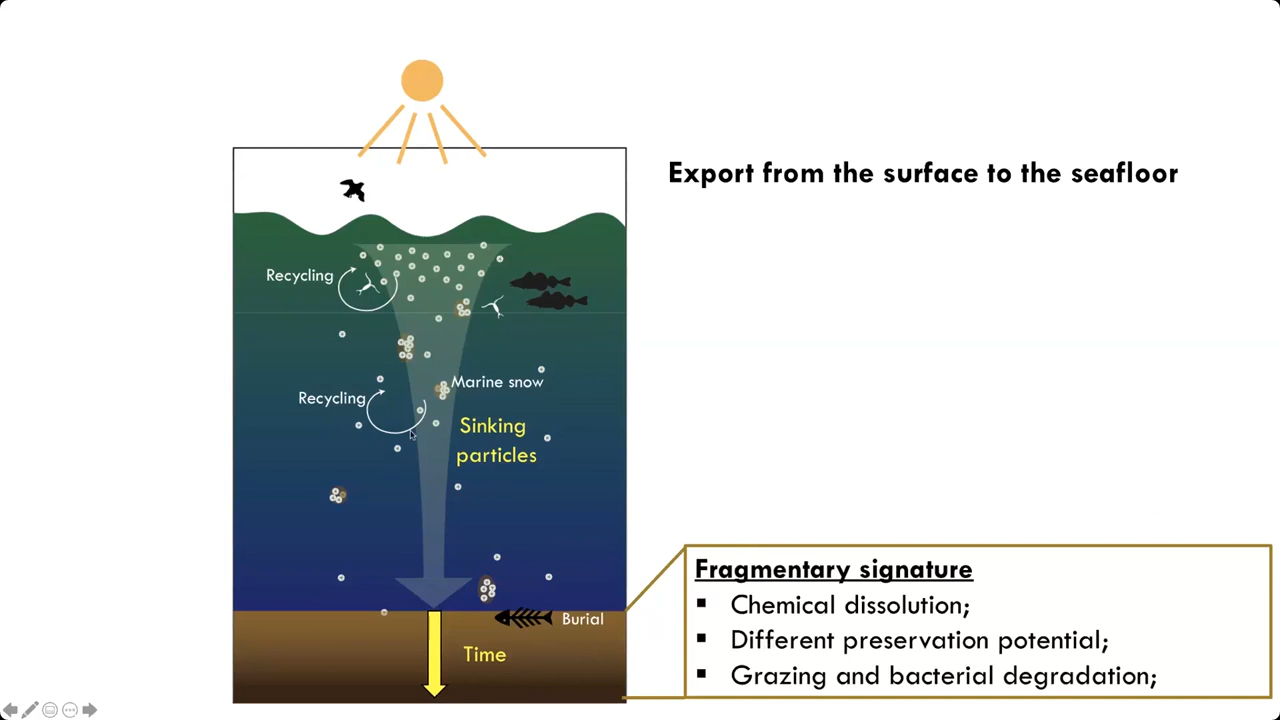 Export from the surface to the seafloor
Recycling
Marine snow
Recycling
Sinking
particles
Burial
Time
Fragmentary signature
▪ Chemical dissolution;
▪ Different preservation potential;
▪ Grazing and bacterial degradation;